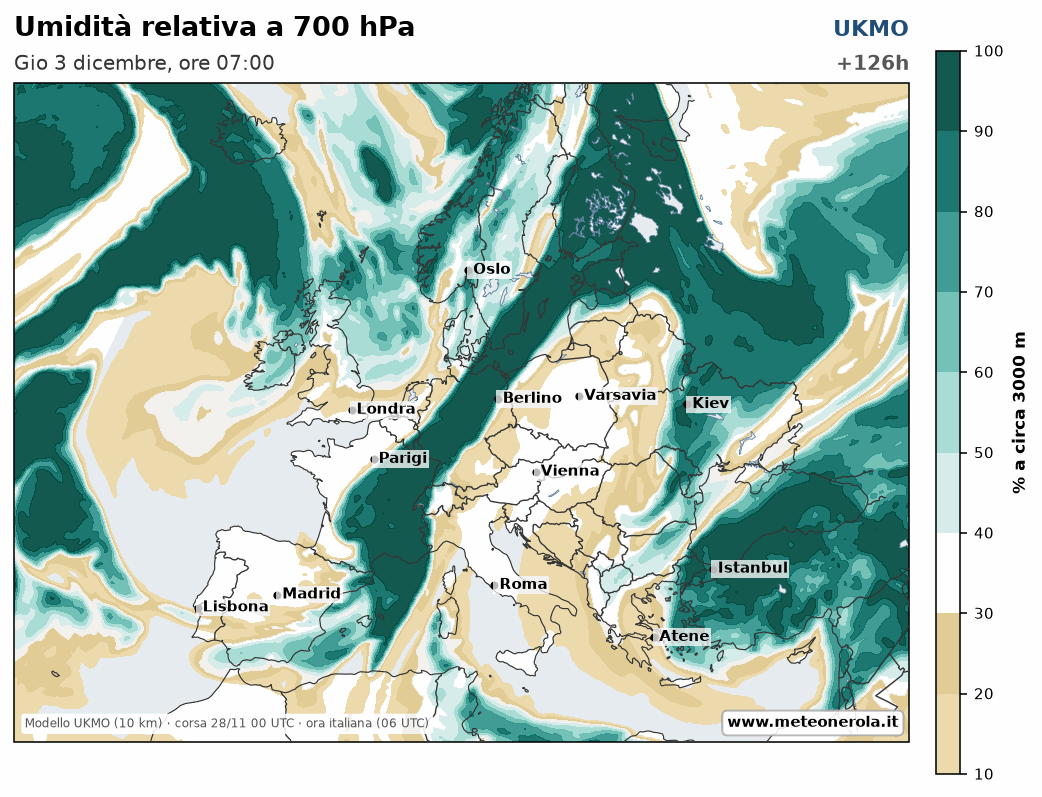 Umidità relativa a 700 hPa
UKMO
Gio 3 dicembre, ore 07:00
+126h
100
90
80
70
60
50
40
30
20
10
% a circa 3000 m
Oslo
Berlino
Varsavia
Kiev
Londra
Parigi
Vienna
Istanbul
Roma
Madrid
Lisbona
Atene
Modello UKMO (10 km) · corsa 28/11 00 UTC · ora italiana (06 UTC)
www.meteonerola.it